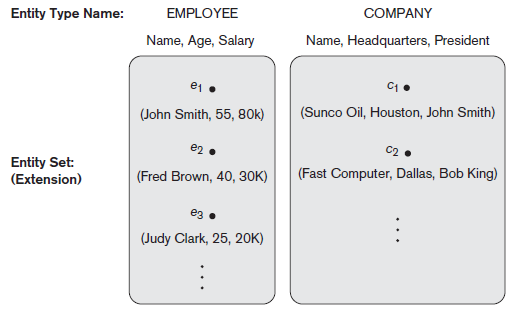 Entity Type Name: EMPLOYEE COMPANY
Name, Age, Salary Name, Headquarters, President
e1 c1
(John Smith, 55, 80k) (Sunco Oil, Houston, John Smith)
e2 c2
Entity Set:
(Extension)
(Fred Brown, 40, 30K) (Fast Computer, Dallas, Bob King)
e3
(Judy Clark, 25, 20K)